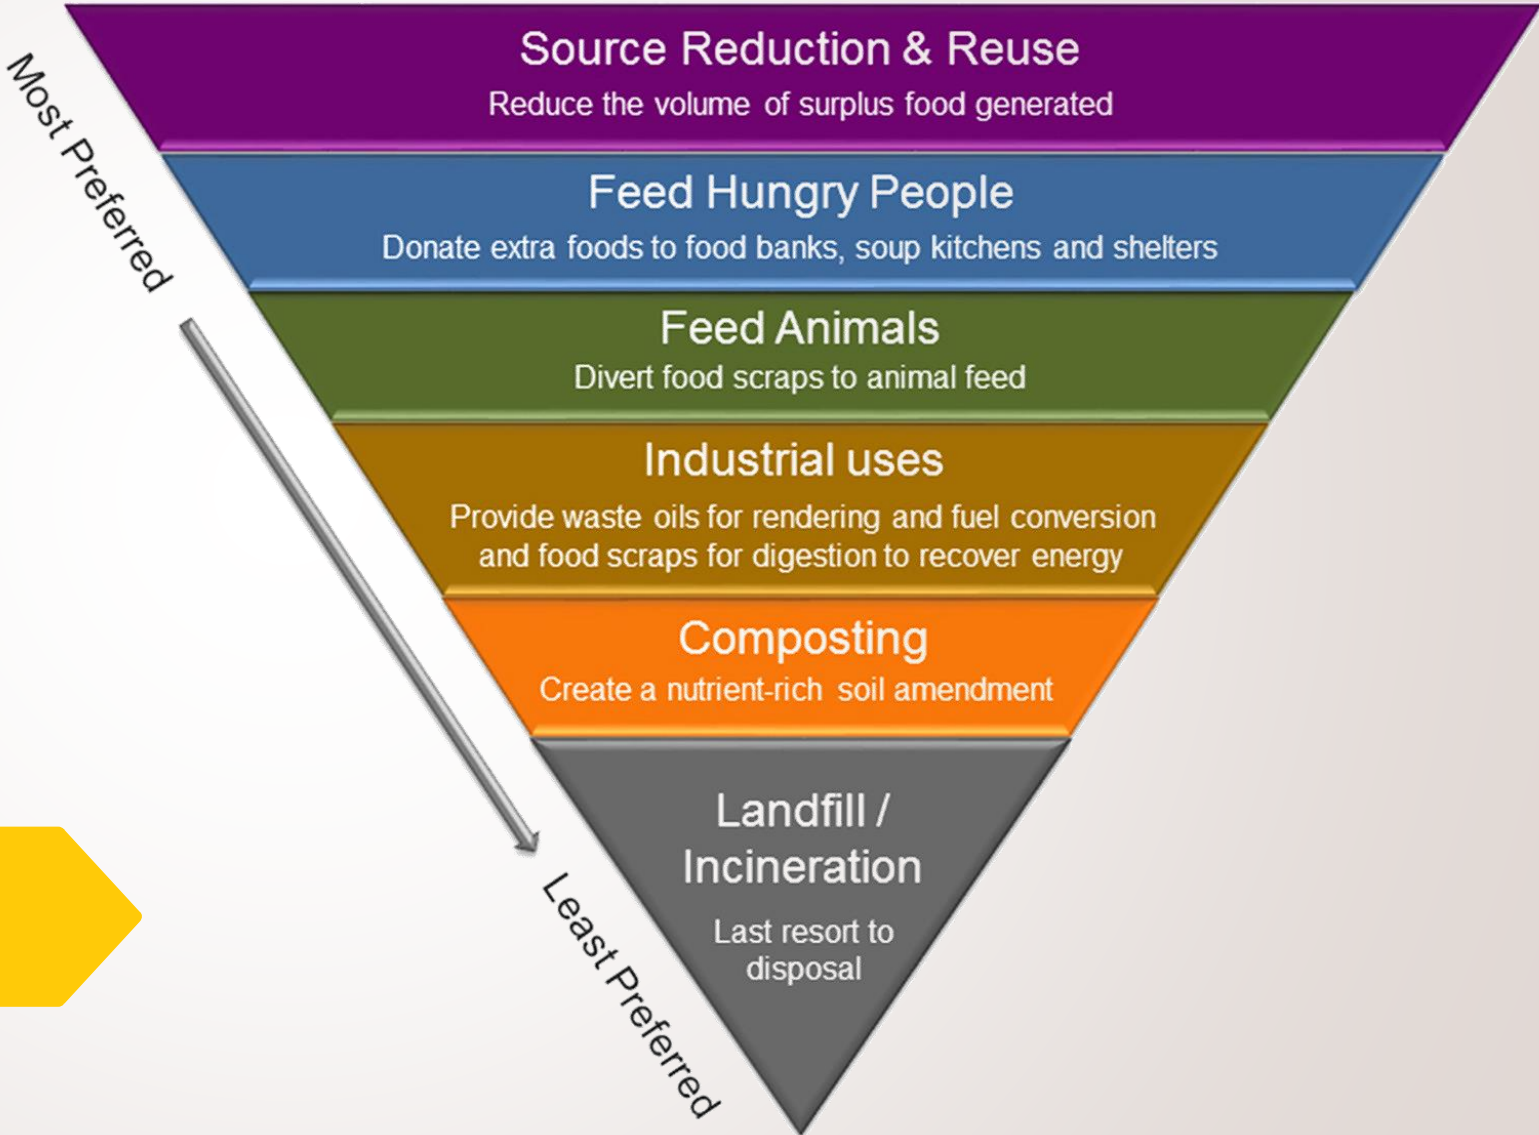 Most Preferred
Source Reduction & Reuse
Reduce the volume of surplus food generated
Feed Hungry People
Donate extra foods to food banks, soup kitchens and shelters
Feed Animals
Divert food scraps to animal feed
Industrial uses
Provide waste oils for rendering and fuel conversion
and food scraps for digestion to recover energy
Composting
Create a nutrient-rich soil amendment
Landfill /
Incineration
Last resort to
disposal
Least Preferred